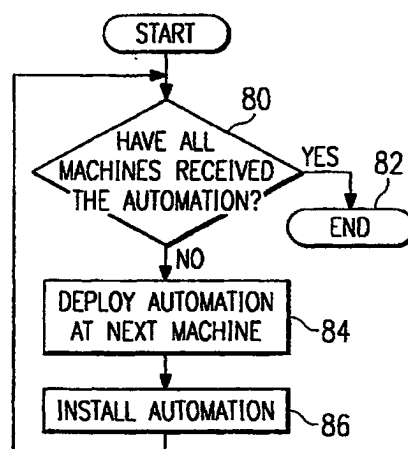 START
80
HAVE ALL
MACHINES RECEIVED
THE AUTOMATION?
YES
82
END
NO
DEPLOY AUTOMATION
AT NEXT MACHINE
84
INSTALL AUTOMATION
86